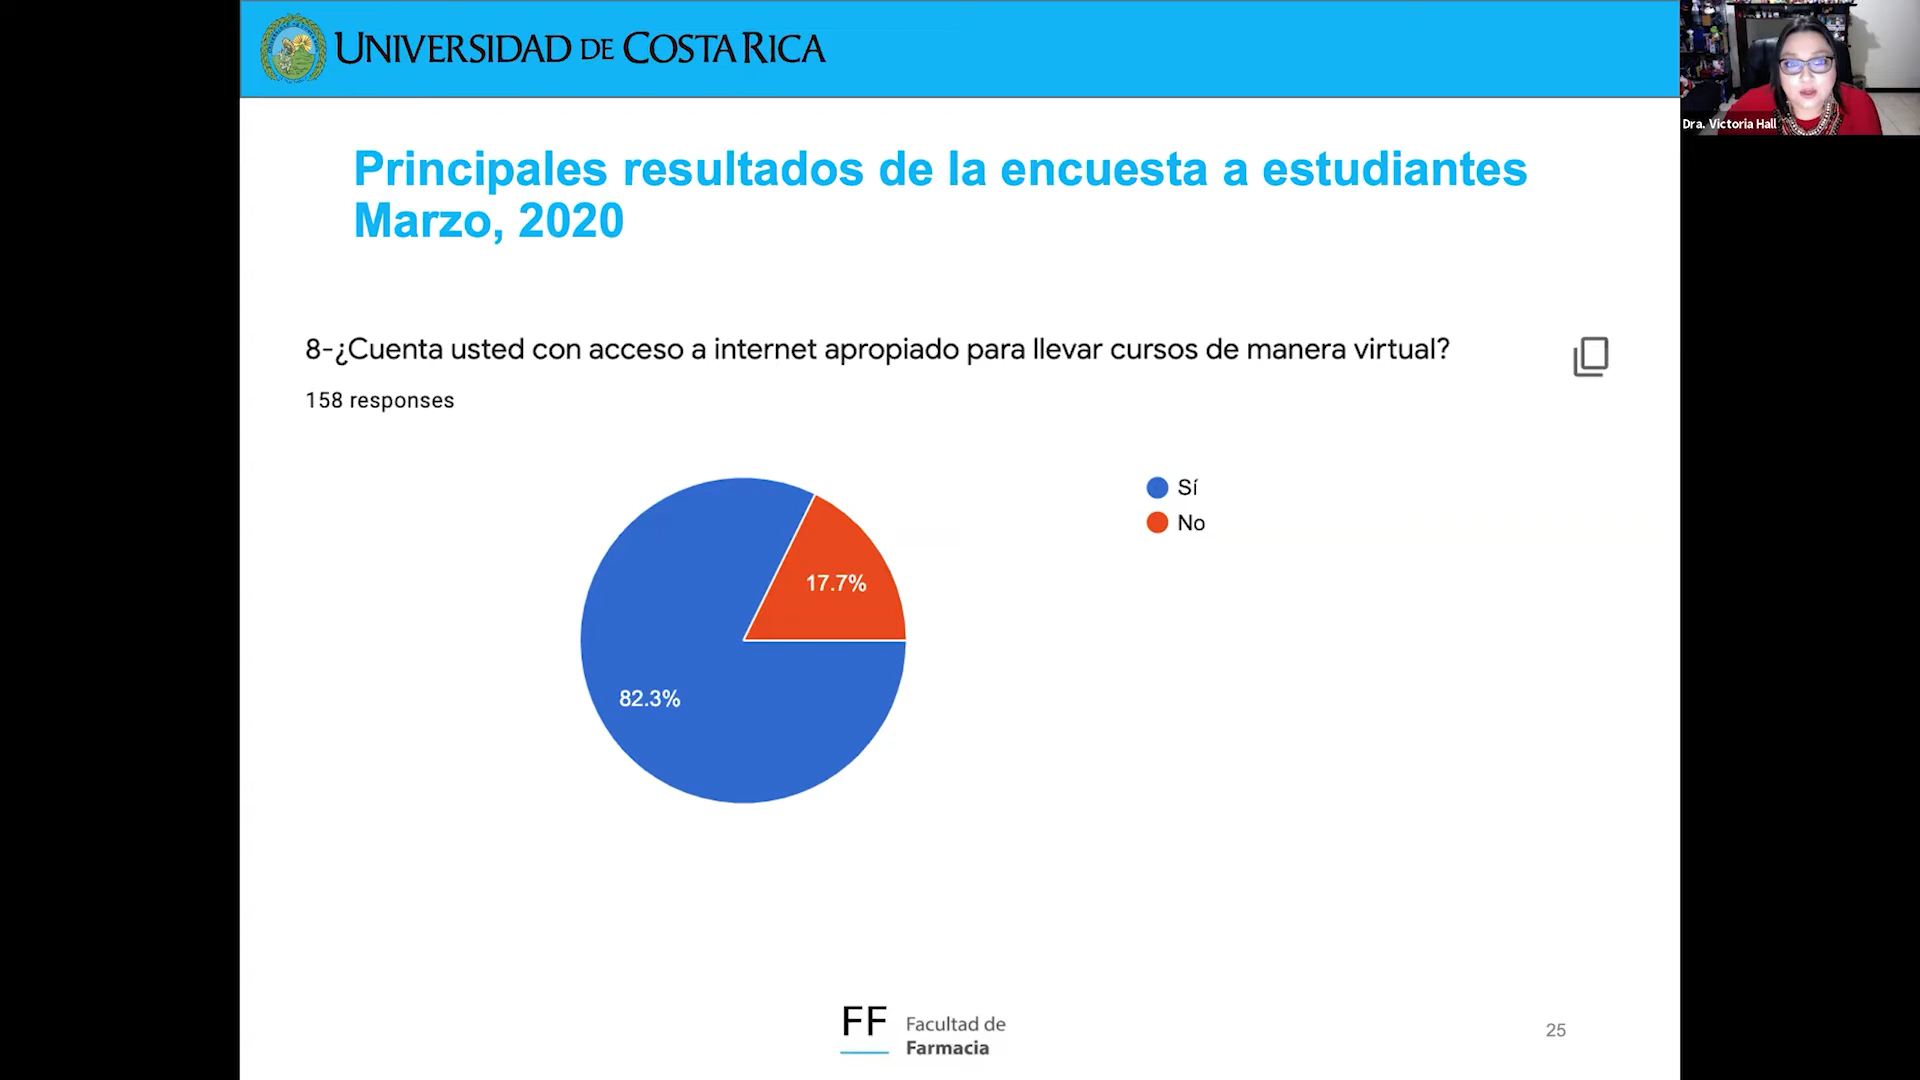 UNIVERSIDAD DE COSTA RICA
Dra. Victoria Hall
Principales resultados de la encuesta a estudiantes
Marzo, 2020
8-¿Cuenta usted con acceso a internet apropiado para llevar cursos de manera virtual?
158 responses
Sí
No
17.7%
82.3%
FF Facultad de
Farmacia
25